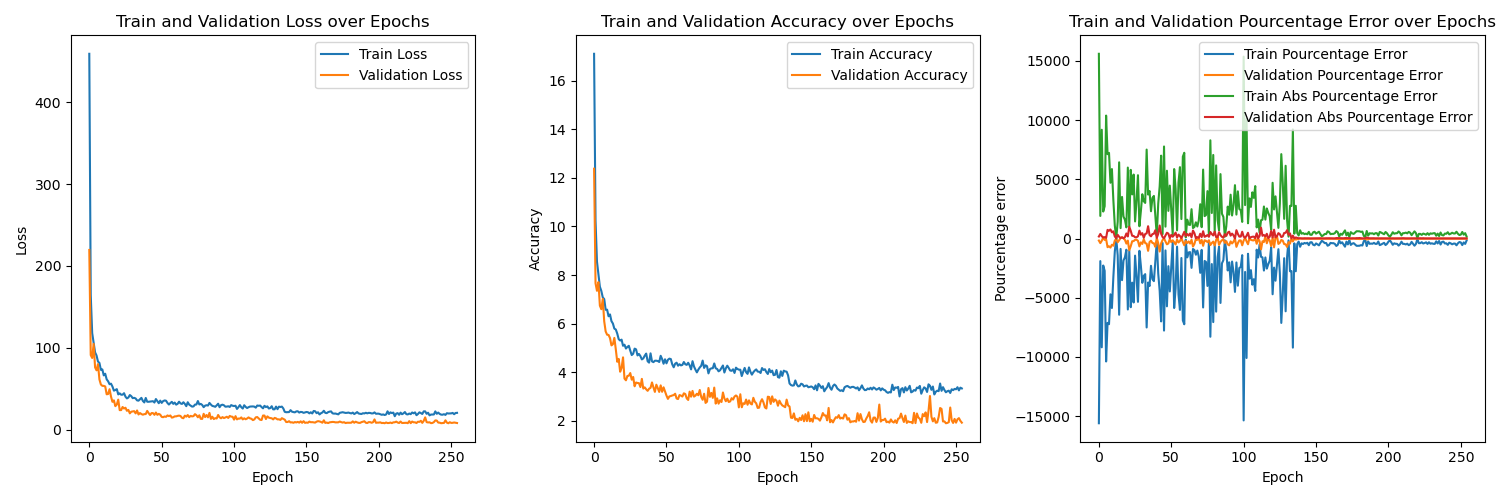 Train and Validation Loss over Epochs
Train Loss
Validation Loss
400
300
200
100
0
Loss
0
50
100
150
200
250
Epoch
Train and Validation Accuracy over Epochs
Train Accuracy
Validation Accuracy
16
14
12
10
8
6
4
2
Accuracy
0
50
100
150
200
250
Epoch
Train and Validation Pourcentage Error over Epochs
Train Pourcentage Error
Validation Pourcentage Error
Train Abs Pourcentage Error
Validation Abs Pourcentage Error
15000
10000
5000
0
−5000
−10000
−15000
Pourcentage error
0
50
100
150
200
250
Epoch